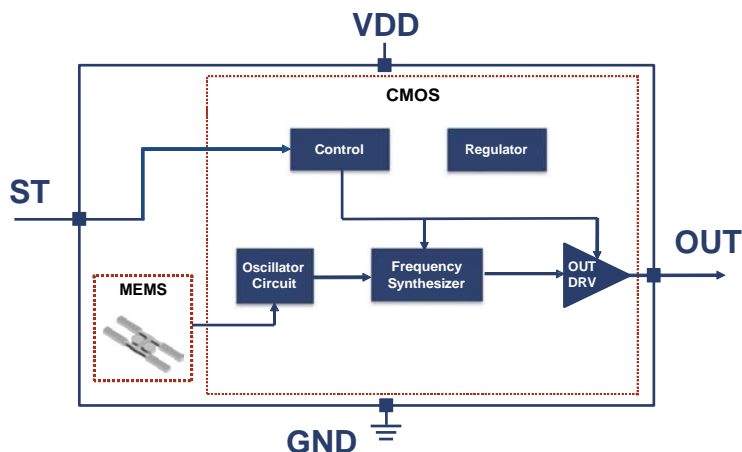 VDD
CMOS
Control
Regulator
ST
Oscillator
Circuit
Frequency
Synthesizer
OUT
DRV
OUT
MEMS
GND